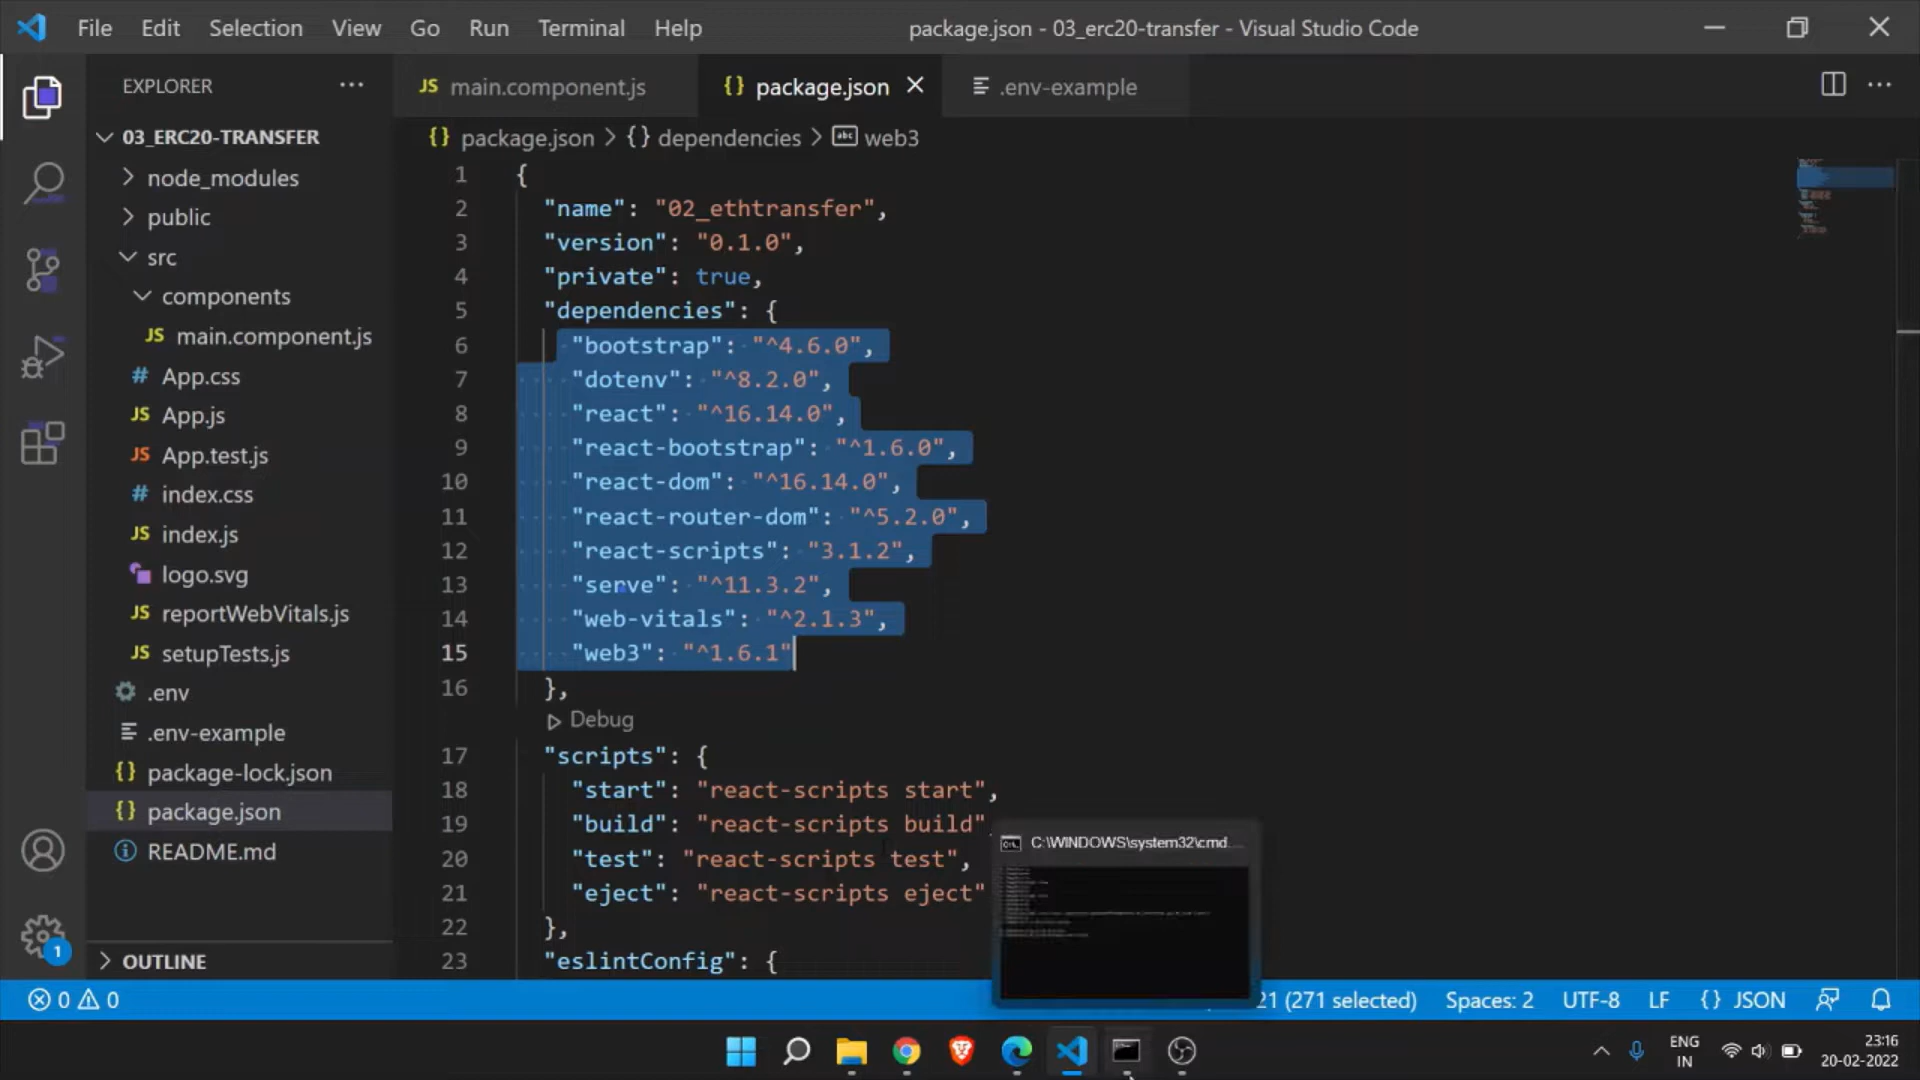 File Edit Selection View Go Run Terminal Help
package.json - 03_erc20-transfer - Visual Studio Code
EXPLORER
JS main.component.js
{} package.json
.env-example
03_ERC20-TRANSFER
{} package.json > {} dependencies > abc web3
node_modules
public
src
components
JS main.component.js
# App.css
JS App.js
JS App.test.js
# index.css
JS index.js
logo.svg
JS reportWebVitals.js
JS setupTests.js
.env
.env-example
{} package-lock.json
{} package.json
README.md
OUTLINE
1 {
2 "name": "02_ethtransfer",
3 "version": "0.1.0",
4 "private": true,
5 "dependencies": {
6 "bootstrap": "^4.6.0",
7 "dotenv": "^8.2.0",
8 "react": "^16.14.0",
9 "react-bootstrap": "^1.6.0",
10 "react-dom": "^16.14.0",
11 "react-router-dom": "^5.2.0",
12 "react-scripts": "3.1.2",
13 "serve": "^11.3.2",
14 "web-vitals": "^2.1.3",
15 "web3": "^1.6.1"
16 },
Debug
17 "scripts": {
18 "start": "react-scripts start",
19 "build": "react-scripts build",
20 "test": "react-scripts test",
21 "eject": "react-scripts eject"
22 },
23 "eslintConfig": {
C:\WINDOWS\system32\cmd...
1
0 0
21 (271 selected) Spaces: 2 UTF-8 LF {} JSON
ENG
IN
23:16
20-02-2022